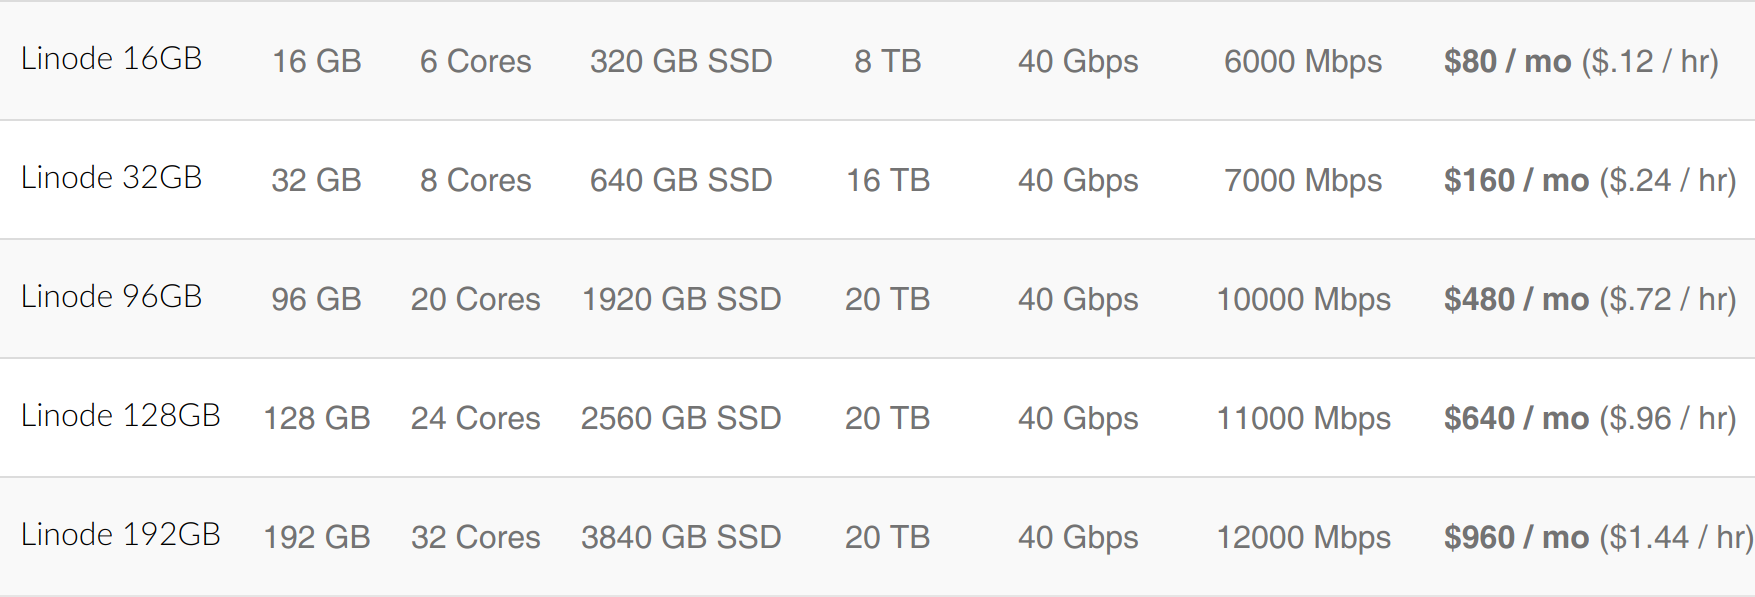 Linode 16GB 16 GB 6 Cores 320 GB SSD 8 TB 40 Gbps 6000 Mbps $80 / mo ($.12 / hr)
Linode 32GB 32 GB 8 Cores 640 GB SSD 16 TB 40 Gbps 7000 Mbps $160 / mo ($.24 / hr)
Linode 96GB 96 GB 20 Cores 1920 GB SSD 20 TB 40 Gbps 10000 Mbps $480 / mo ($.72 / hr)
Linode 128GB 128 GB 24 Cores 2560 GB SSD 20 TB 40 Gbps 11000 Mbps $640 / mo ($.96 / hr)
Linode 192GB 192 GB 32 Cores 3840 GB SSD 20 TB 40 Gbps 12000 Mbps $960 / mo ($1.44 / hr)